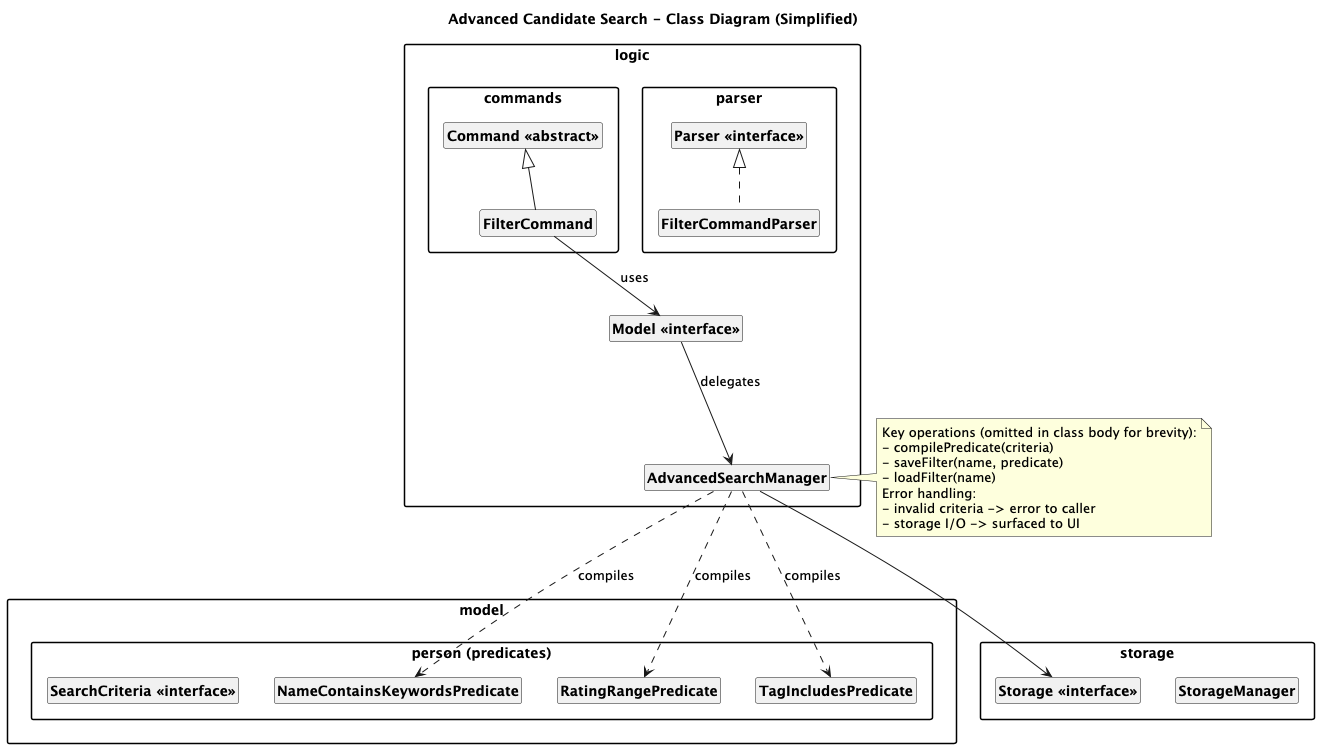 Advanced Candidate Search - Class Diagram (Simplified)
logic
commands
parser
Command «abstract»
Parser «interface»
FilterCommand
FilterCommandParser
uses
Model «interface»
delegates
AdvancedSearchManager
Key operations (omitted in class body for brevity):
- compilePredicate(criteria)
- saveFilter(name, predicate)
- loadFilter(name)
Error handling:
- invalid criteria -> error to caller
- storage I/O -> surfaced to UI
compiles
compiles
compiles
model
person (predicates)
SearchCriteria «interface»
NameContainsKeywordsPredicate
RatingRangePredicate
TagIncludesPredicate
storage
Storage «interface»
StorageManager